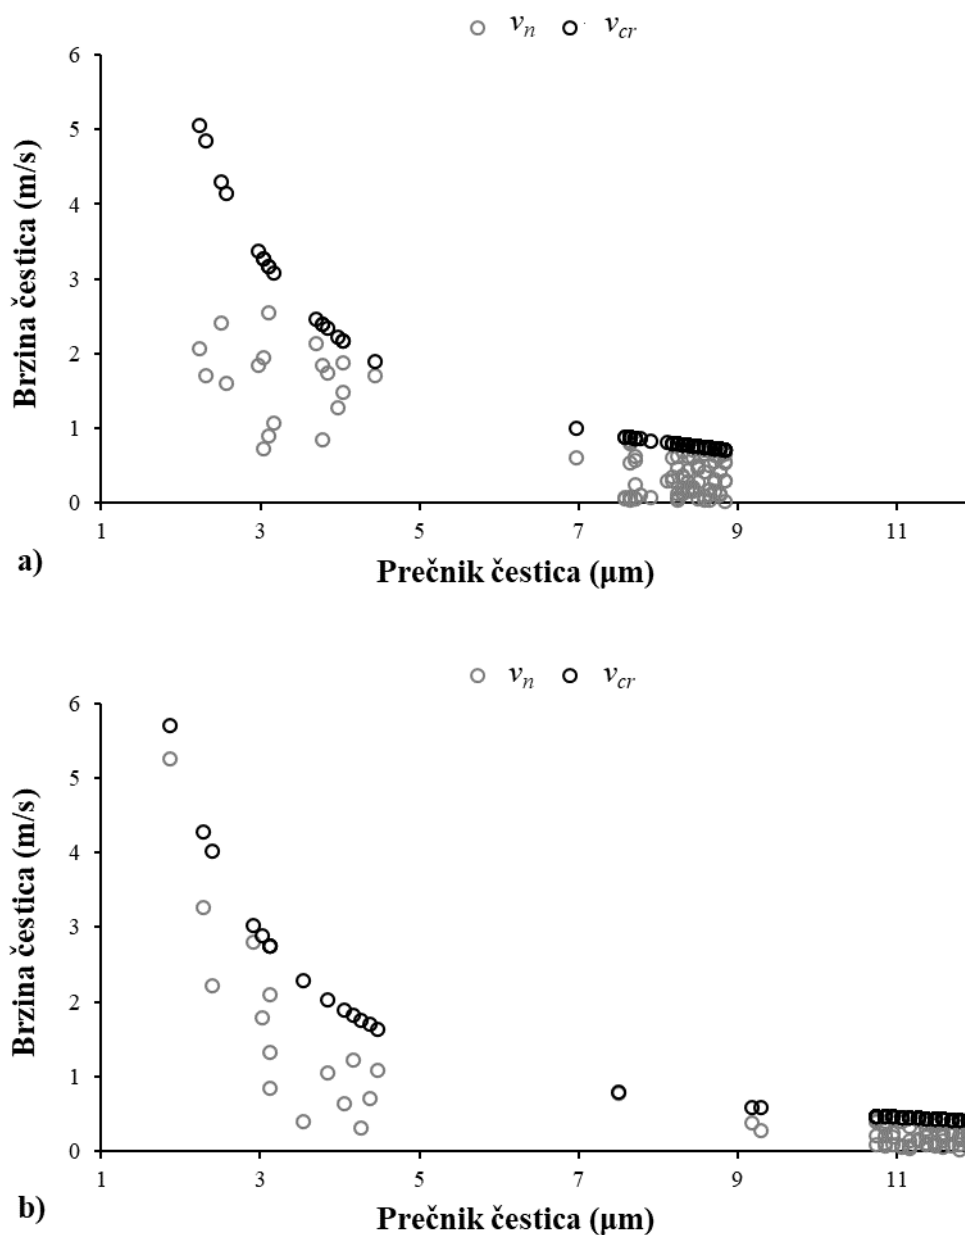 vn vcr
6
5
4
3
2
1
0
1 3 5 7 9 11
Brzina čestica (m/s)
Prečnik čestica (μm)
a)
vn vcr
6
5
4
3
2
1
0
1 3 5 7 9 11
Brzina čestica (m/s)
Prečnik čestica (μm)
b)